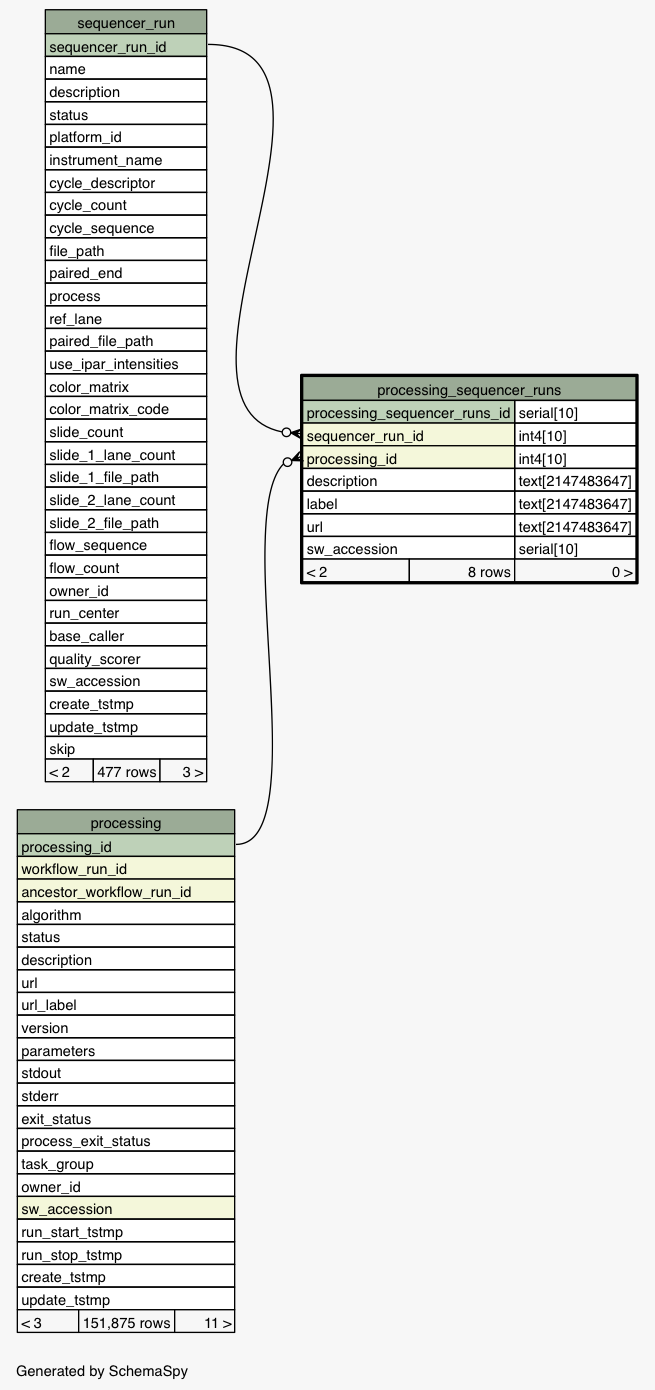 sequencer_run
sequencer_run_id
name
description
status
platform_id
instrument_name
cycle_descriptor
cycle_count
cycle_sequence
file_path
paired_end
process
ref_lane
paired_file_path
use_ipar_intensities
color_matrix
color_matrix_code
slide_count
slide_1_lane_count
slide_1_file_path
slide_2_lane_count
slide_2_file_path
flow_sequence
flow_count
owner_id
run_center
base_caller
quality_scorer
sw_accession
create_tstmp
update_tstmp
skip
< 2 477 rows 3 >
processing_sequencer_runs
processing_sequencer_runs_id serial[10]
sequencer_run_id int4[10]
processing_id int4[10]
description text[2147483647]
label text[2147483647]
url text[2147483647]
sw_accession serial[10]
< 2 8 rows 0 >
processing
processing_id
workflow_run_id
ancestor_workflow_run_id
algorithm
status
description
url
url_label
version
parameters
stdout
stderr
exit_status
process_exit_status
task_group
owner_id
sw_accession
run_start_tstmp
run_stop_tstmp
create_tstmp
update_tstmp
< 3 151,875 rows 11 >
Generated by SchemaSpy